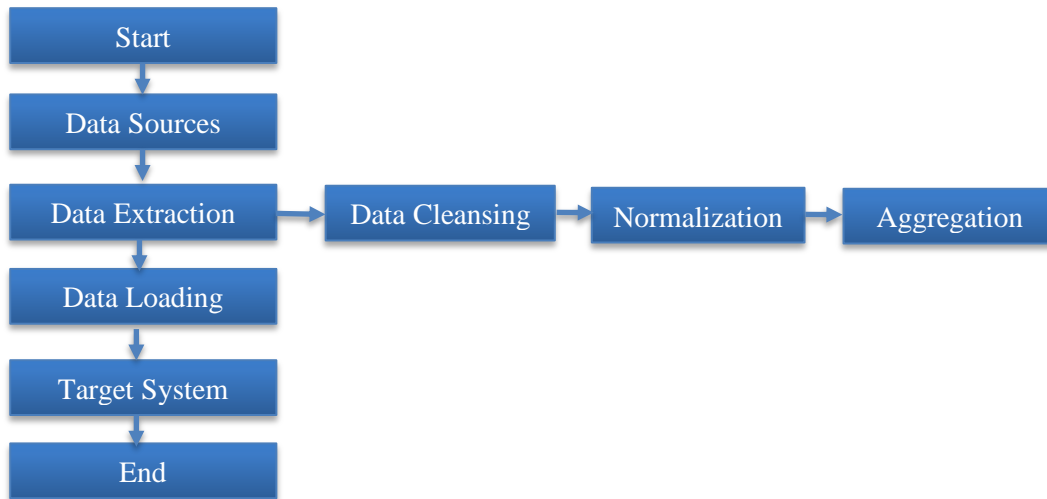 Start
Data Sources
Data Extraction
Data Cleansing
Normalization
Aggregation
Data Loading
Target System
End